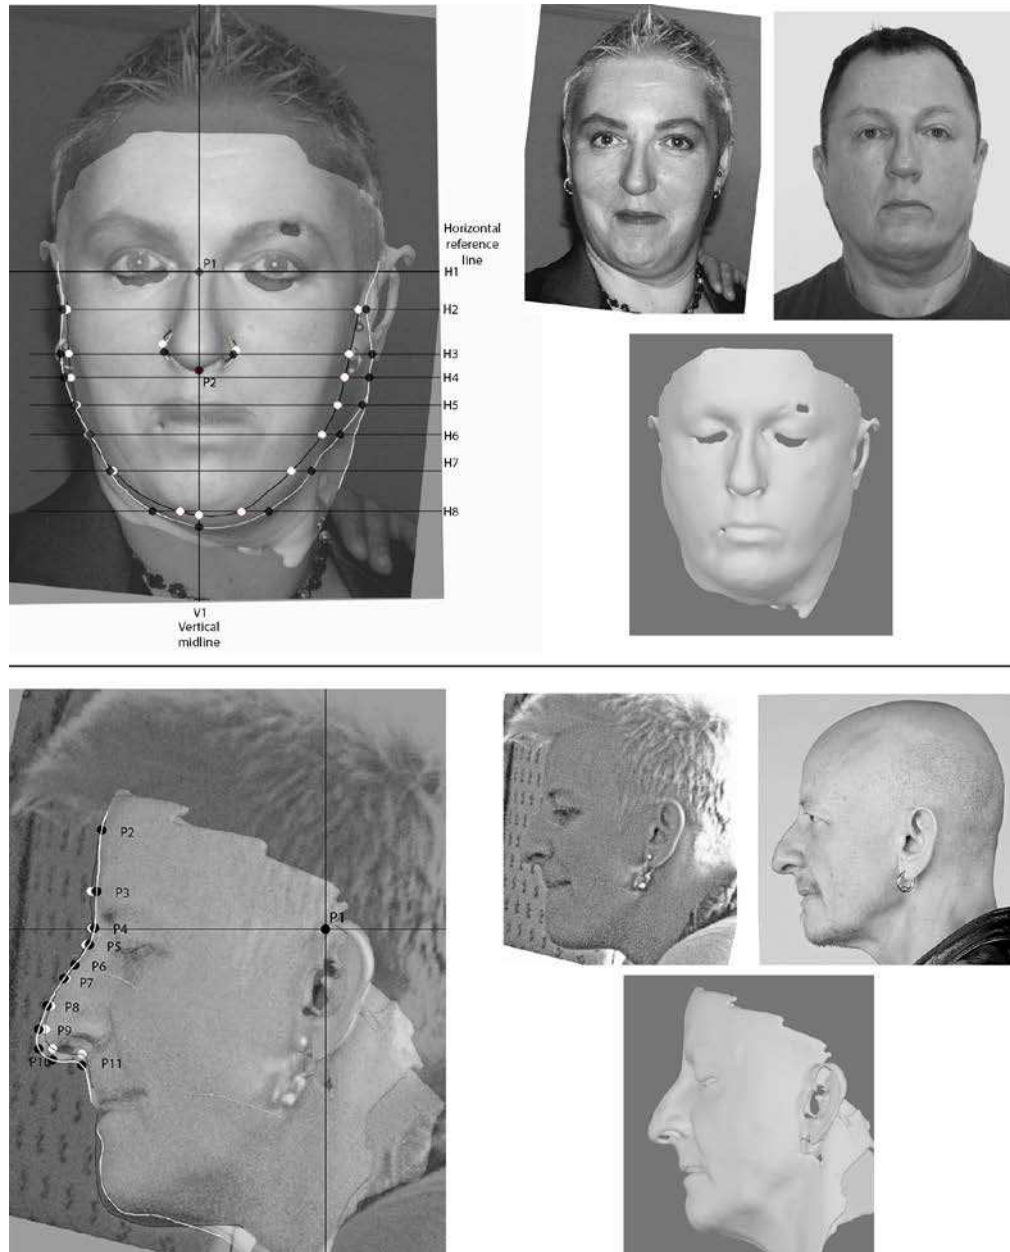 P1
Horizontal
reference
line
H1
H2
H3
P2
H4
H5
H6
H7
H8
V1
Vertical
midline
P2
P3
P1
P4
P5
P6
P7
P8
P9
P10
P11